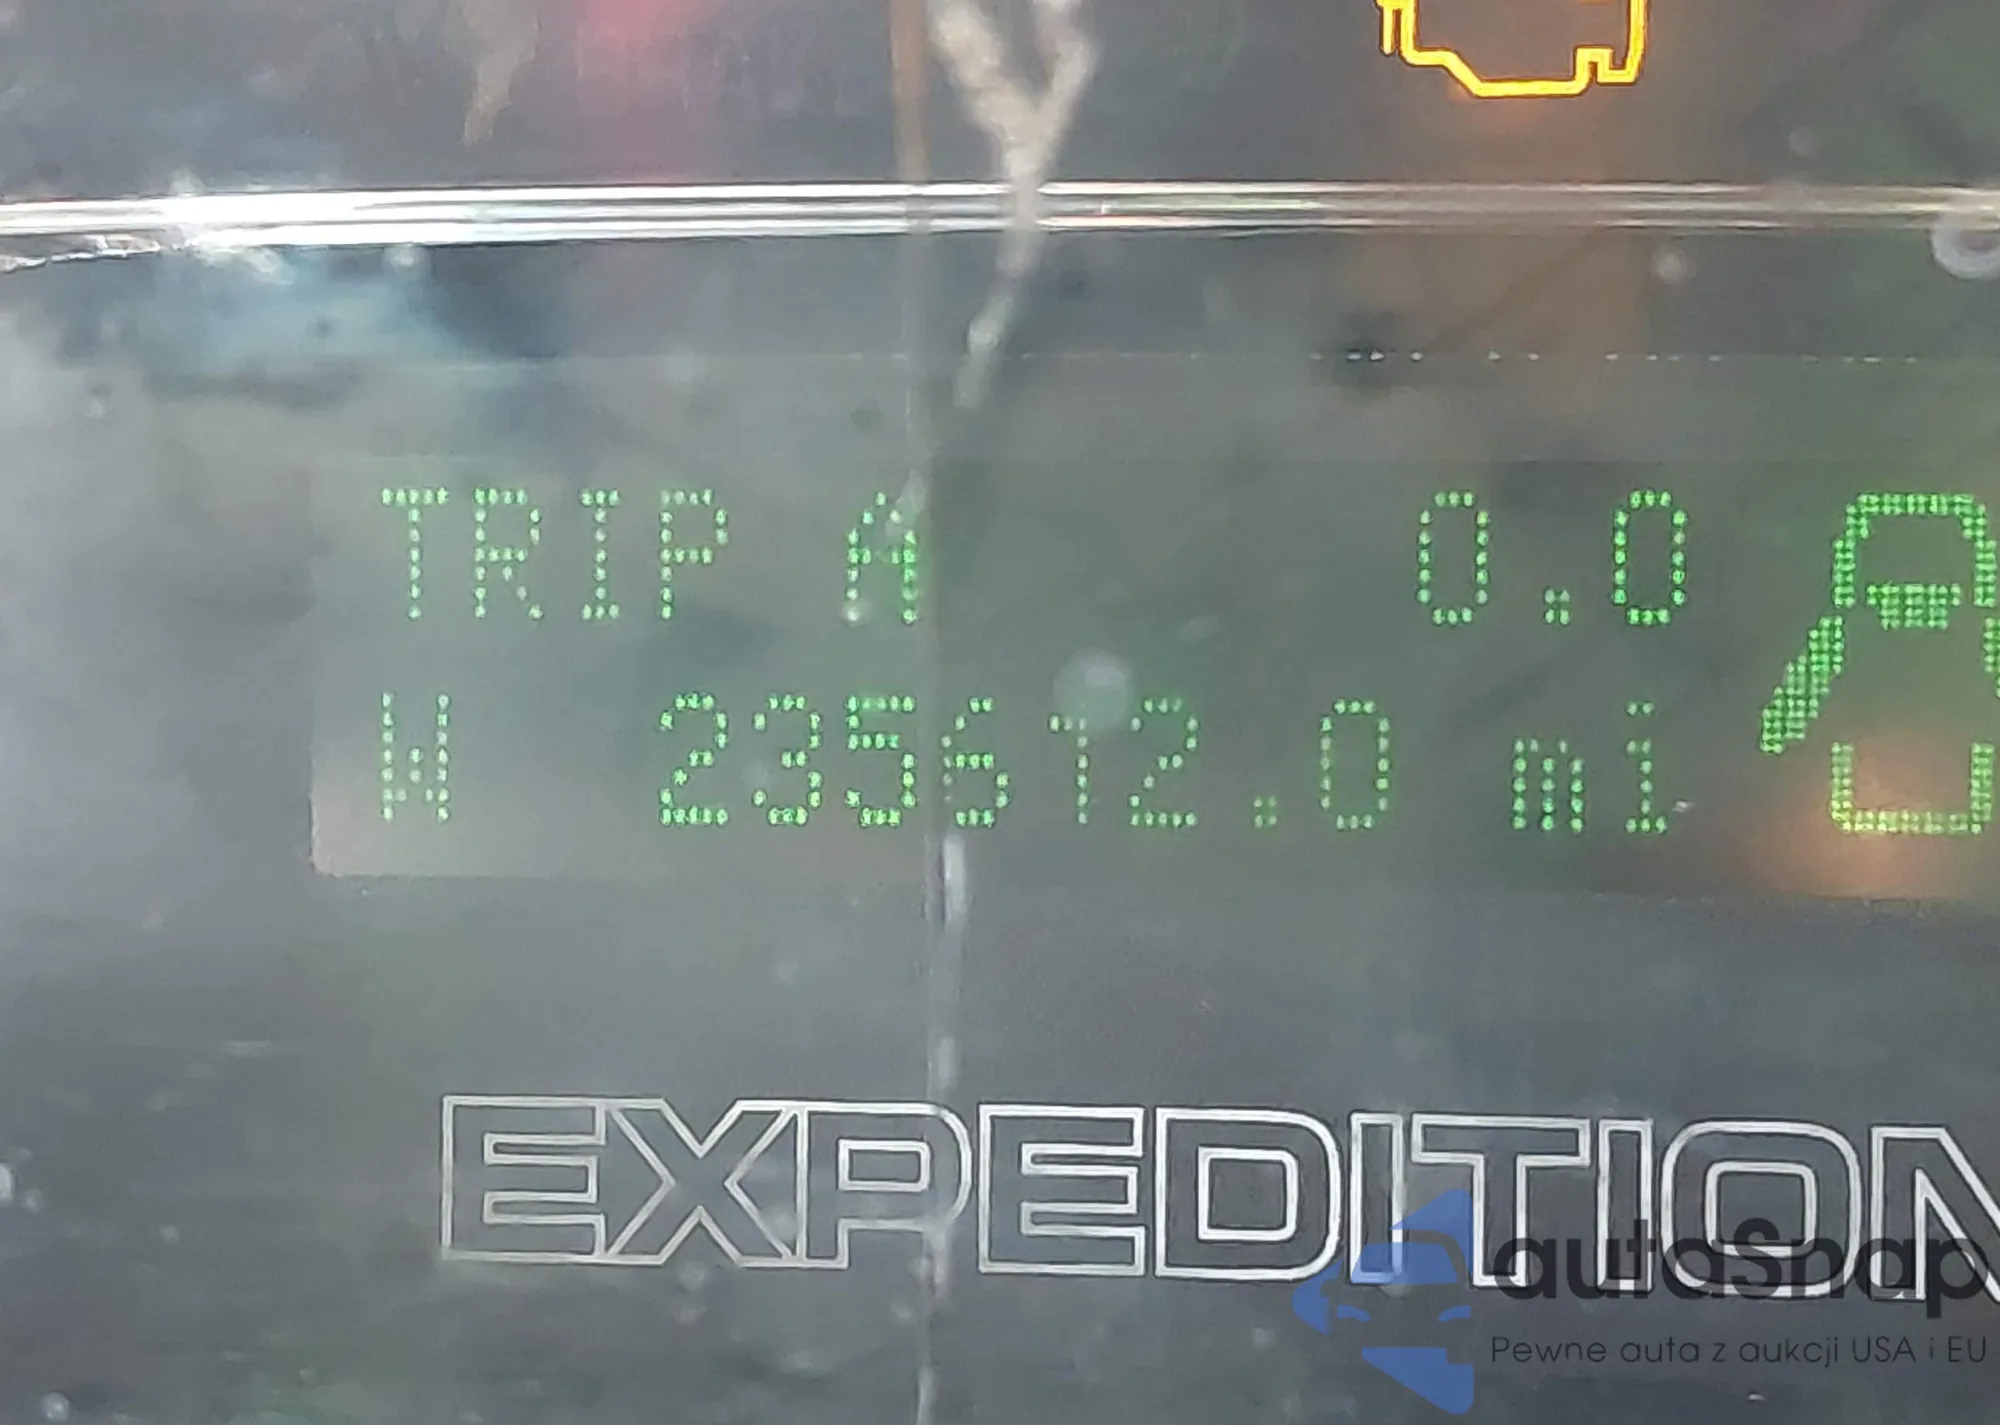 TRIP A 0.0
W 235612.0 mi
EXPEDITION
autoSnap
Pewne auta z aukcji USA i EU